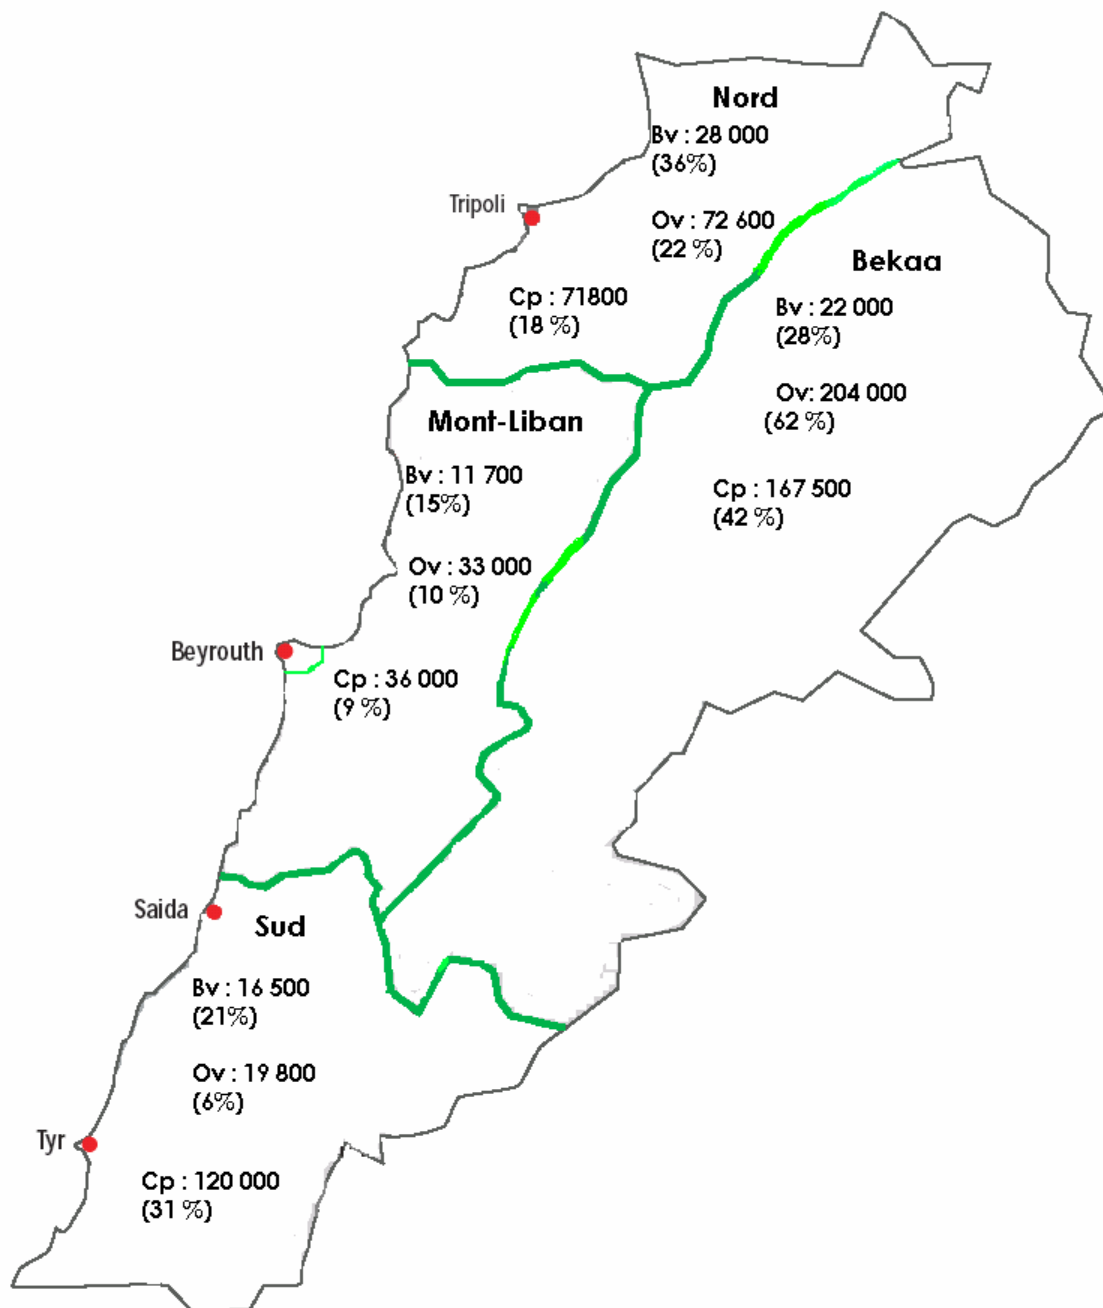 Nord
Bv : 28 000
(36%)
Tripoli
Ov : 72 600
(22 %)
Cp : 71800
(18 %)
Bekaa
Bv : 22 000
(28%)
Ov: 204 000
(62 %)
Cp : 167 500
(42 %)
Mont-Liban
Bv : 11 700
(15%)
Ov : 33 000
(10 %)
Beyrouth
Cp : 36 000
(9 %)
Saida
Sud
Bv : 16 500
(21%)
Ov : 19 800
(6%)
Tyr
Cp : 120 000
(31 %)